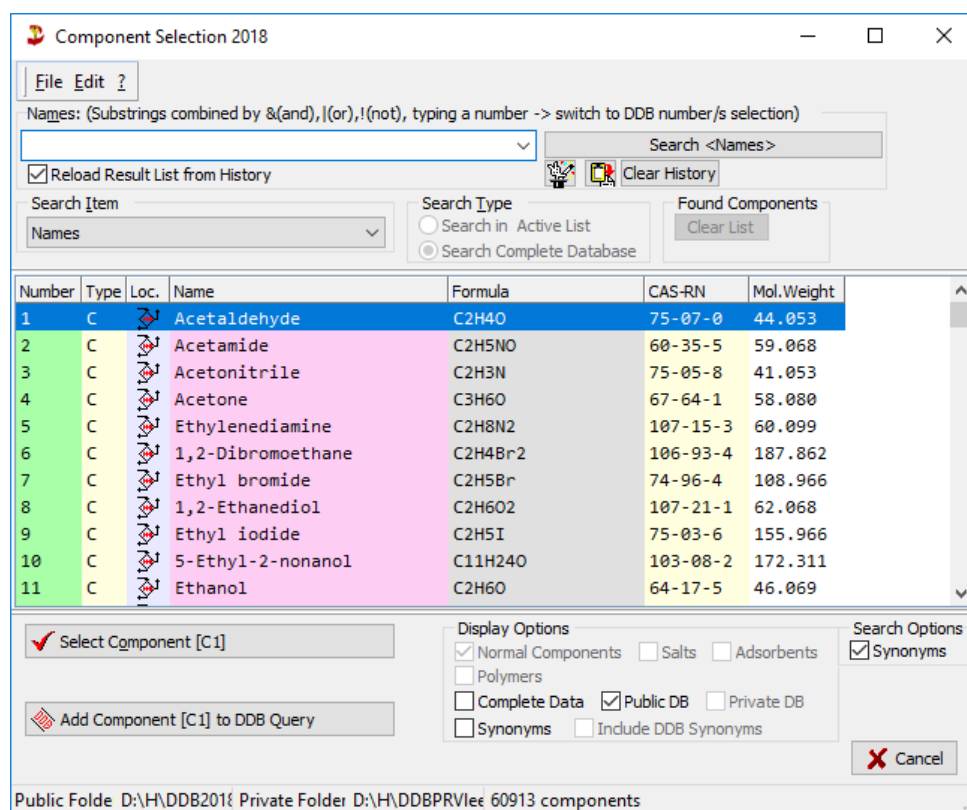 Component Selection 2018
File Edit ?
Names: (Substrings combined by &(and),|(or),!(not), typing a number -> switch to DDB number/s selection)
Search <Names>
Reload Result List from History
Clear History
Search Item
Search Type
Found Components
Names
Search in Active List
Clear List
Search Complete Database
Number Type Loc. Name Formula CAS-RN Mol.Weight
1 C Acetaldehyde C2H4O 75-07-0 44.053
2 C Acetamide C2H5NO 60-35-5 59.068
3 C Acetonitrile C2H3N 75-05-8 41.053
4 C Acetone C3H6O 67-64-1 58.080
5 C Ethylenediamine C2H8N2 107-15-3 60.099
6 C 1,2-Dibromoethane C2H4Br2 106-93-4 187.862
7 C Ethyl bromide C2H5Br 74-96-4 108.966
8 C 1,2-Ethanediol C2H6O2 107-21-1 62.068
9 C Ethyl iodide C2H5I 75-03-6 155.966
10 C 5-Ethyl-2-nonanol C11H24O 103-08-2 172.311
11 C Ethanol C2H6O 64-17-5 46.069
Select Component [C1]
Display Options
Search Options
Normal Components Salts Adsorbents
Synonyms
Polymers
Complete Data Public DB Private DB
Add Component [C1] to DDB Query
Synonyms Include DDB Synonyms
Cancel
Public Folde D:\H\DDB2018 Private Folder D:\H\DDBPRVlee 60913 components